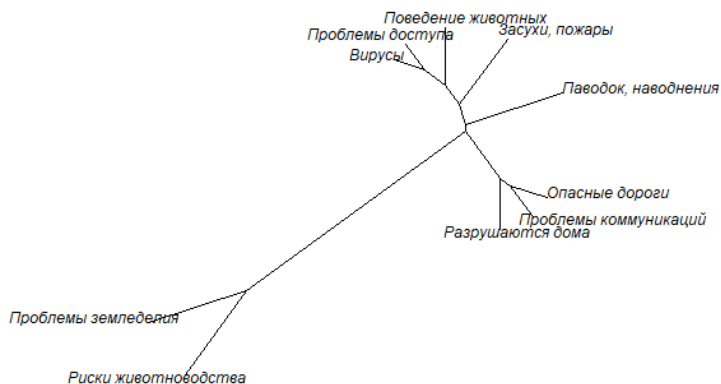 Поведение животных
Засухи, пожары
Проблемы доступа
Вирусы
Паводок, наводнения
Опасные дороги
Проблемы коммуникаций
Разрушаются дома
Проблемы земледелия
Риски животноводства